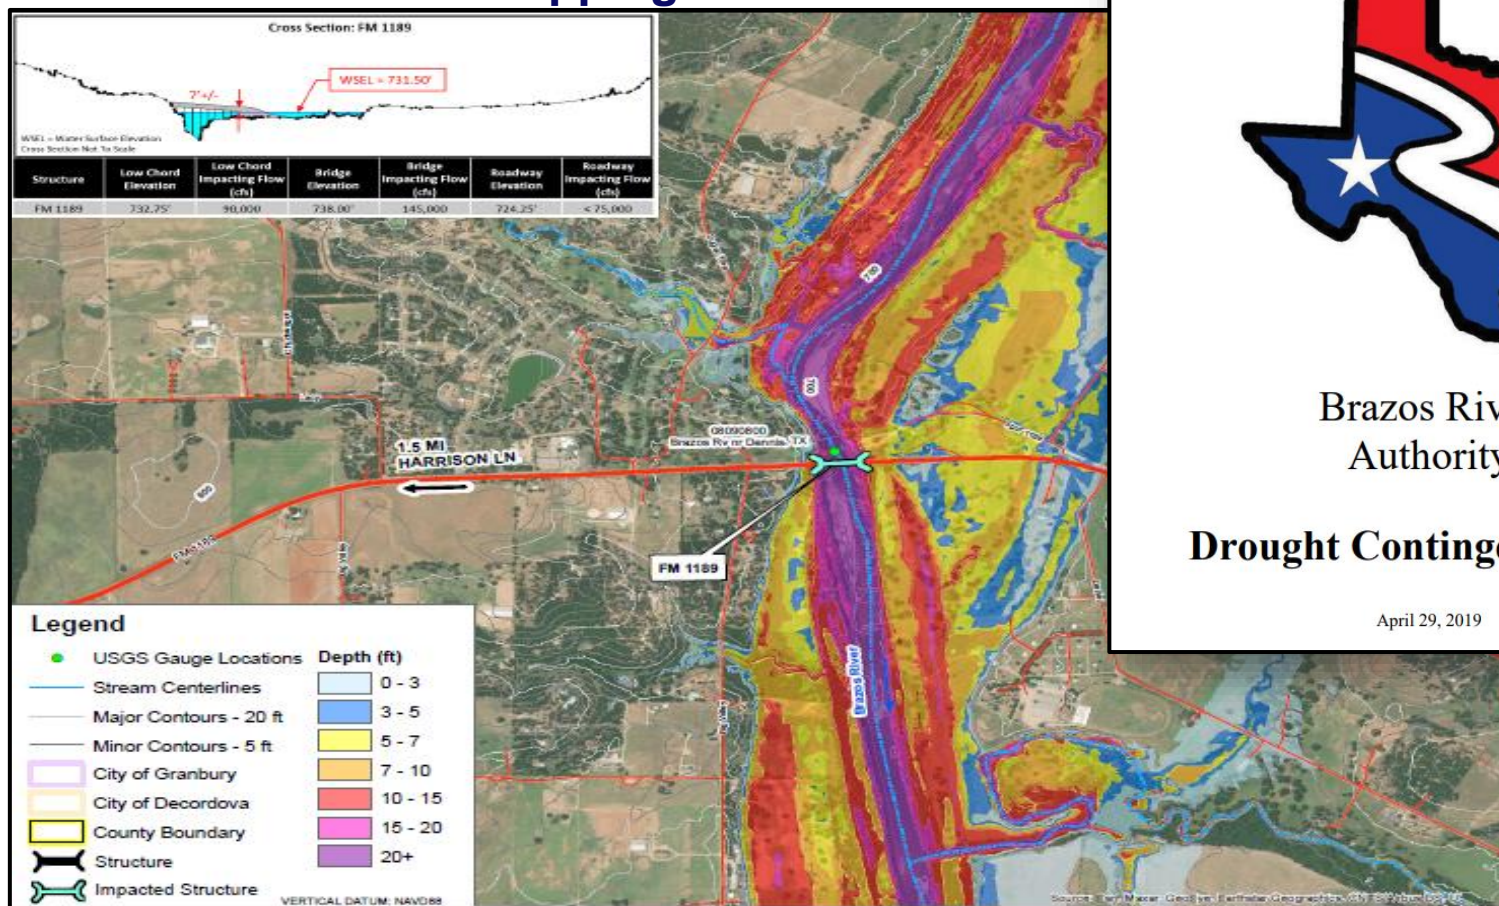 Cross Section: FM 1189
WSEL = 731.50'
7'+/-
WSEL = Water Surface Elevation
Cross Section Not To Scale
Structure
Low Chord Elevation
Low Chord Impacting Flow (cfs)
Bridge Elevation
Bridge Impacting Flow (cfs)
Roadway Elevation
Roadway Impacting Flow (cfs)
FM 1189 732.75' 90,000 738.00' 145,000 724.25' < 75,000
700
700
800
08090800
Brazos Rv nr Dennis, TX
1.5 MI
HARRISON LN
FM 1189
FM 1189
Brazos River
Legend
USGS Gauge Locations
Stream Centerlines
Major Contours - 20 ft
Minor Contours - 5 ft
City of Granbury
City of Decordova
County Boundary
Structure
Impacted Structure
Depth (ft)
0 - 3
3 - 5
5 - 7
7 - 10
10 - 15
15 - 20
20+
VERTICAL DATUM: NAVD88
Brazos Riv
Authority
Drought Continge
April 29, 2019